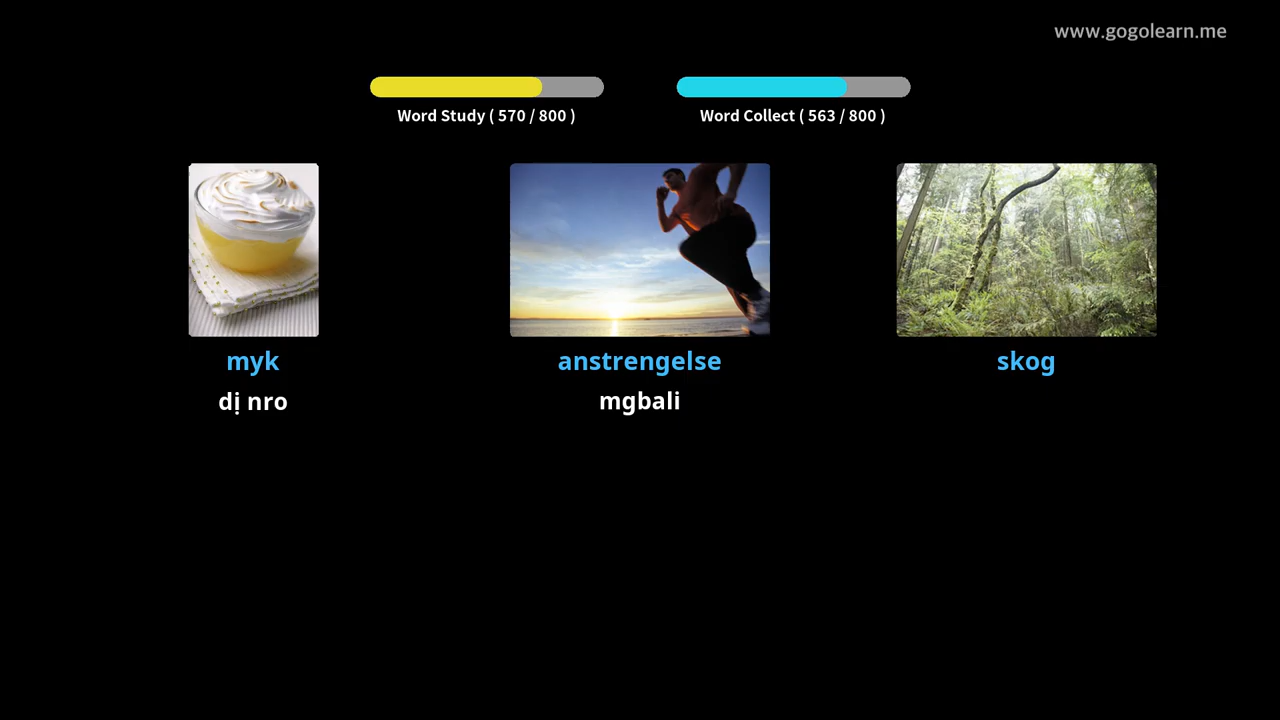 www.gogolearn.me
Word Study ( 570 / 800 )
Word Collect ( 563 / 800 )
myk
anstrengelse
skog
dị nro
mgbali